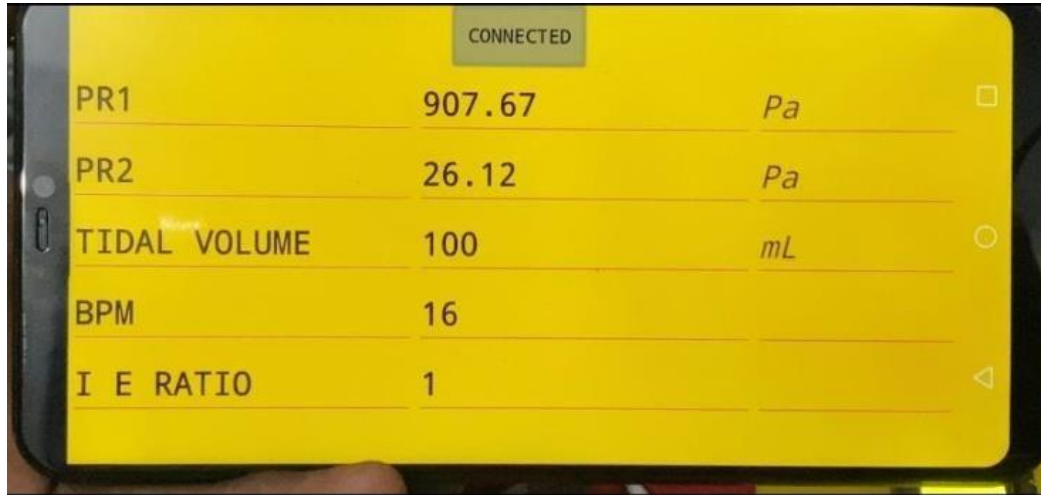 CONNECTED
PR1 907.67 Pa
PR2 26.12 Pa
TIDAL VOLUME 100 mL
BPM 16
I E RATIO 1